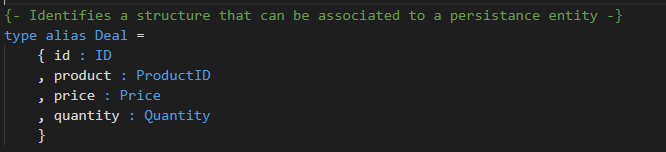 {- Identifies a structure that can be associated to a persistance entity -}
type alias Deal =
    { id : ID
    , product : ProductID
    , price : Price
    , quantity : Quantity
    }